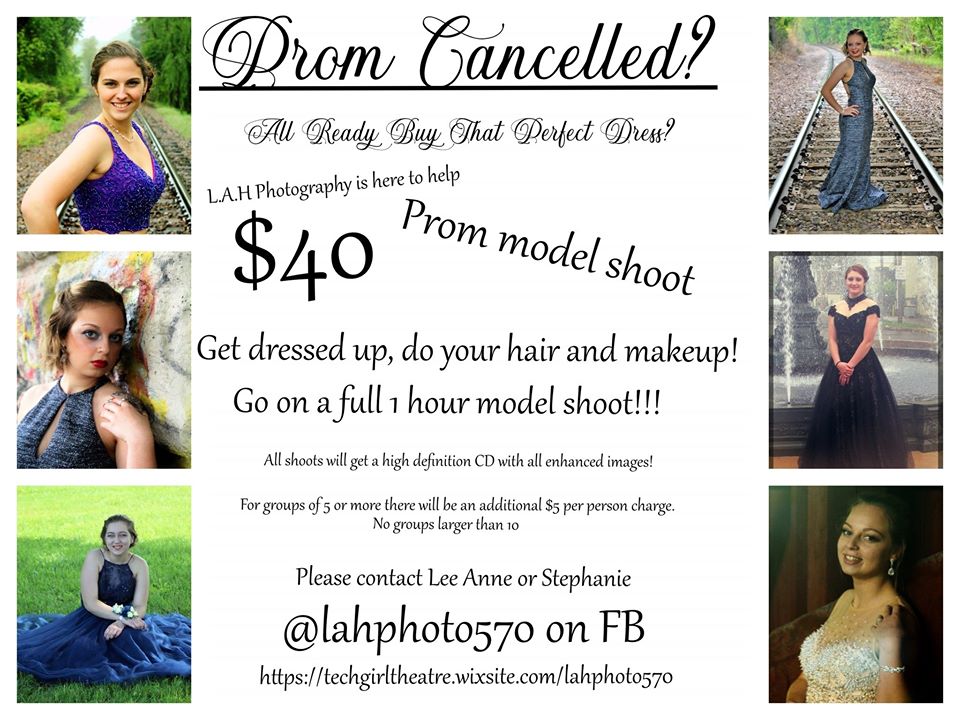 Prom Cancelled?
All Ready Buy That Perfect Dress?
L.A.H Photography is here to help
$40
Prom model shoot
Get dressed up, do your hair and makeup!
Go on a full 1 hour model shoot!!!
All shoots will get a high definition CD with all enhanced images!
For groups of 5 or more there will be an additional $5 per person charge.
No groups larger than 10
Please contact Lee Anne or Stephanie
@lahphoto570 on FB
https://techgirltheatre.wixsite.com/lahphoto570